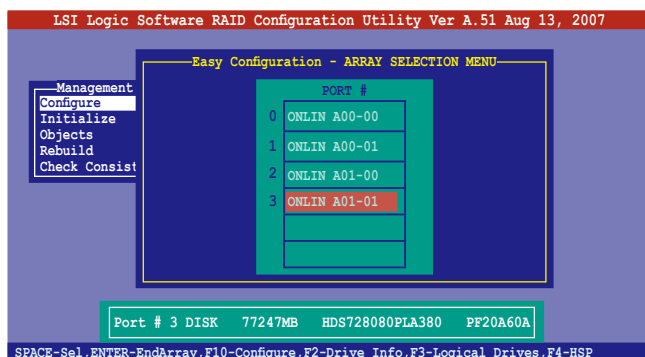 LSI Logic Software RAID Configuration Utility Ver A.51 Aug 13, 2007
Easy Configuration - ARRAY SELECTION MENU
Management
Configure
Initialize
Objects
Rebuild
Check Consist
PORT #
0 ONLIN A00-00
1 ONLIN A00-01
2 ONLIN A01-00
3 ONLIN A01-01
Port # 3 DISK 77247MB HDS728080PLA380 PF20A60A
SPACE-Sel,ENTER-EndArray,F10-Configure,F2-Drive Info,F3-Logical Drives,F4-HSP